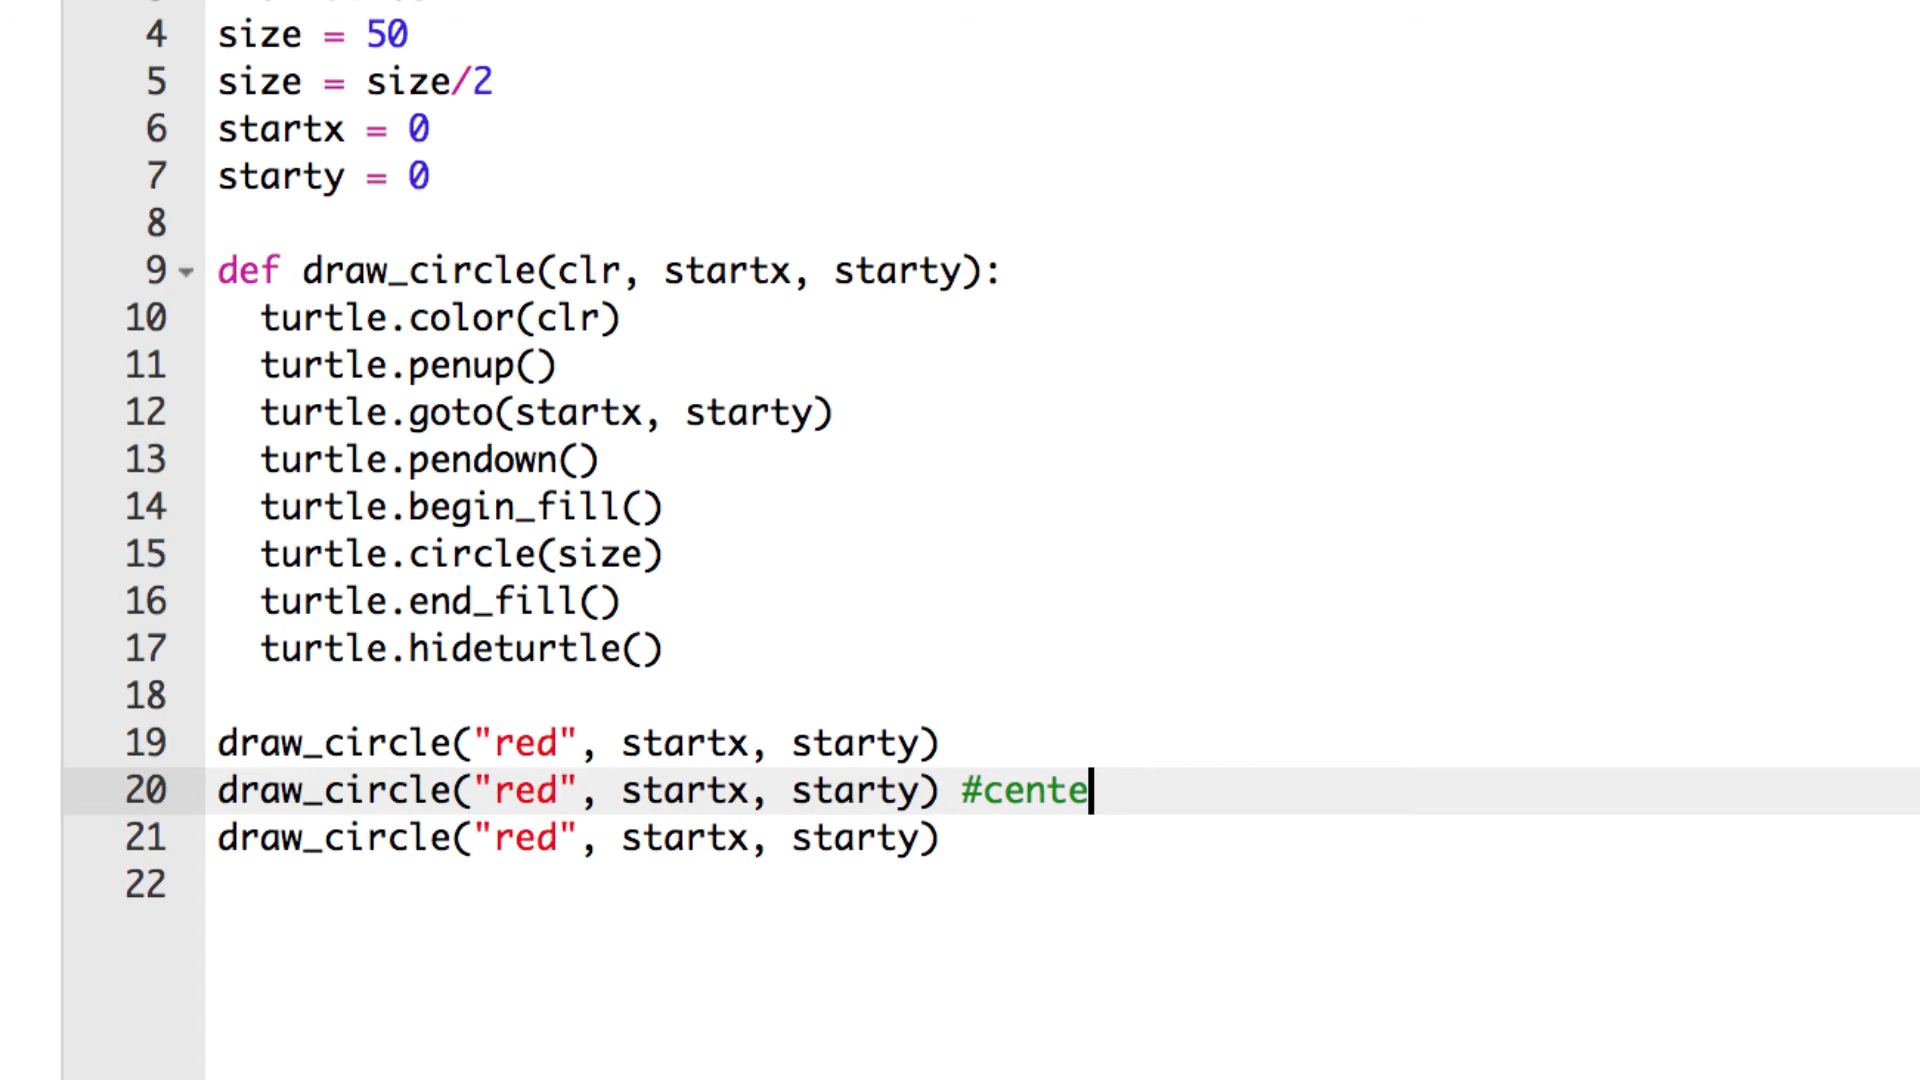 4 size = 50
5 size = size/2
6 startx = 0
7 starty = 0
8
9 def draw_circle(clr, startx, starty):
10 turtle.color(clr)
11 turtle.penup()
12 turtle.goto(startx, starty)
13 turtle.pendown()
14 turtle.begin_fill()
15 turtle.circle(size)
16 turtle.end_fill()
17 turtle.hideturtle()
18
19 draw_circle("red", startx, starty)
20 draw_circle("red", startx, starty) #cente
21 draw_circle("red", startx, starty)
22